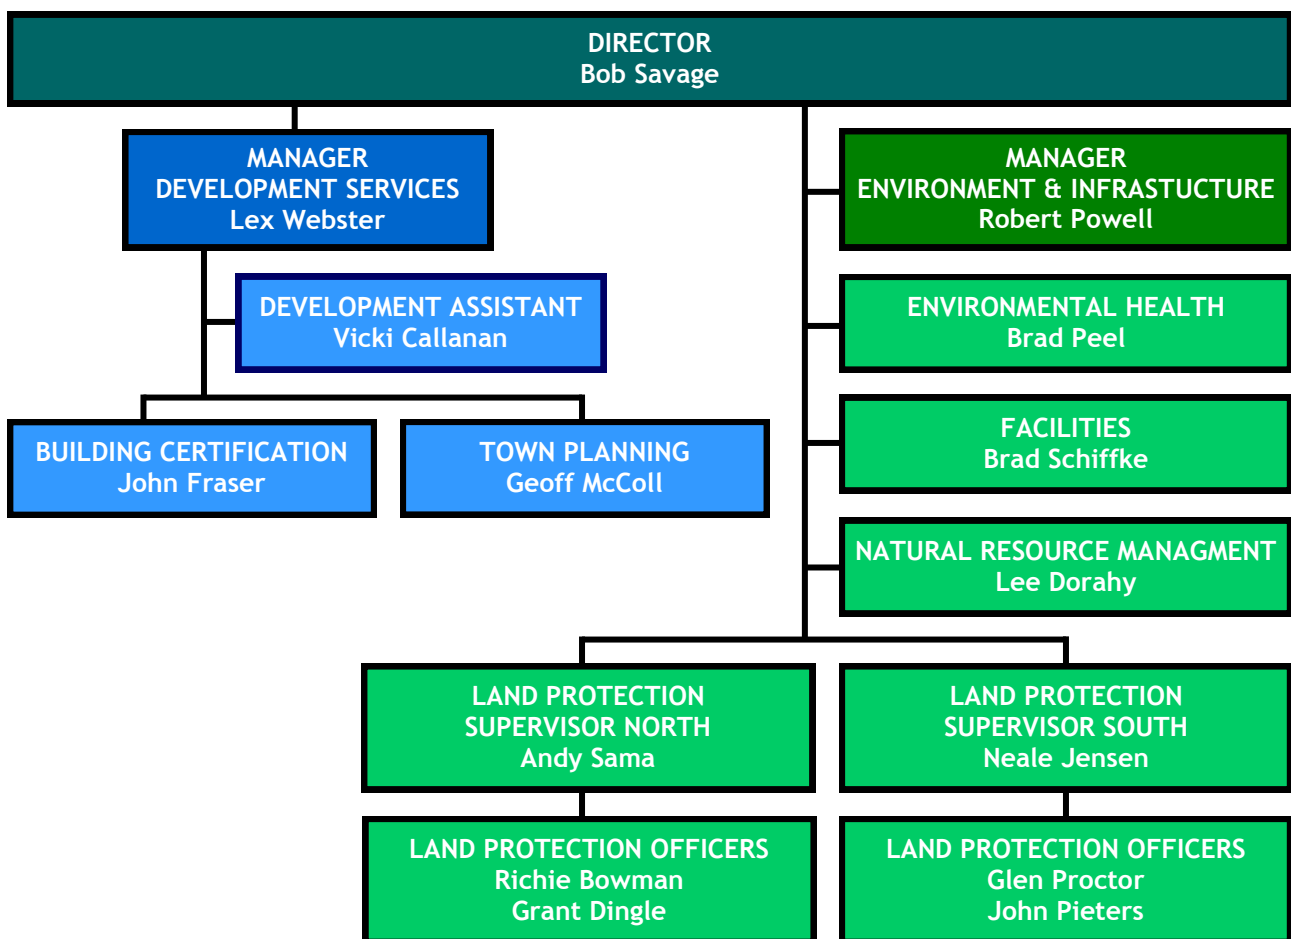 DIRECTOR
Bob Savage
MANAGER
DEVELOPMENT SERVICES
Lex Webster
MANAGER
ENVIRONMENT & INFRASTUCTURE
Robert Powell
DEVELOPMENT ASSISTANT
Vicki Callanan
ENVIRONMENTAL HEALTH
Brad Peel
BUILDING CERTIFICATION
John Fraser
TOWN PLANNING
Geoff McColl
FACILITIES
Brad Schiffke
NATURAL RESOURCE MANAGMENT
Lee Dorahy
LAND PROTECTION
SUPERVISOR NORTH
Andy Sama
LAND PROTECTION
SUPERVISOR SOUTH
Neale Jensen
LAND PROTECTION OFFICERS
Richie Bowman
Grant Dingle
LAND PROTECTION OFFICERS
Glen Proctor
John Pieters